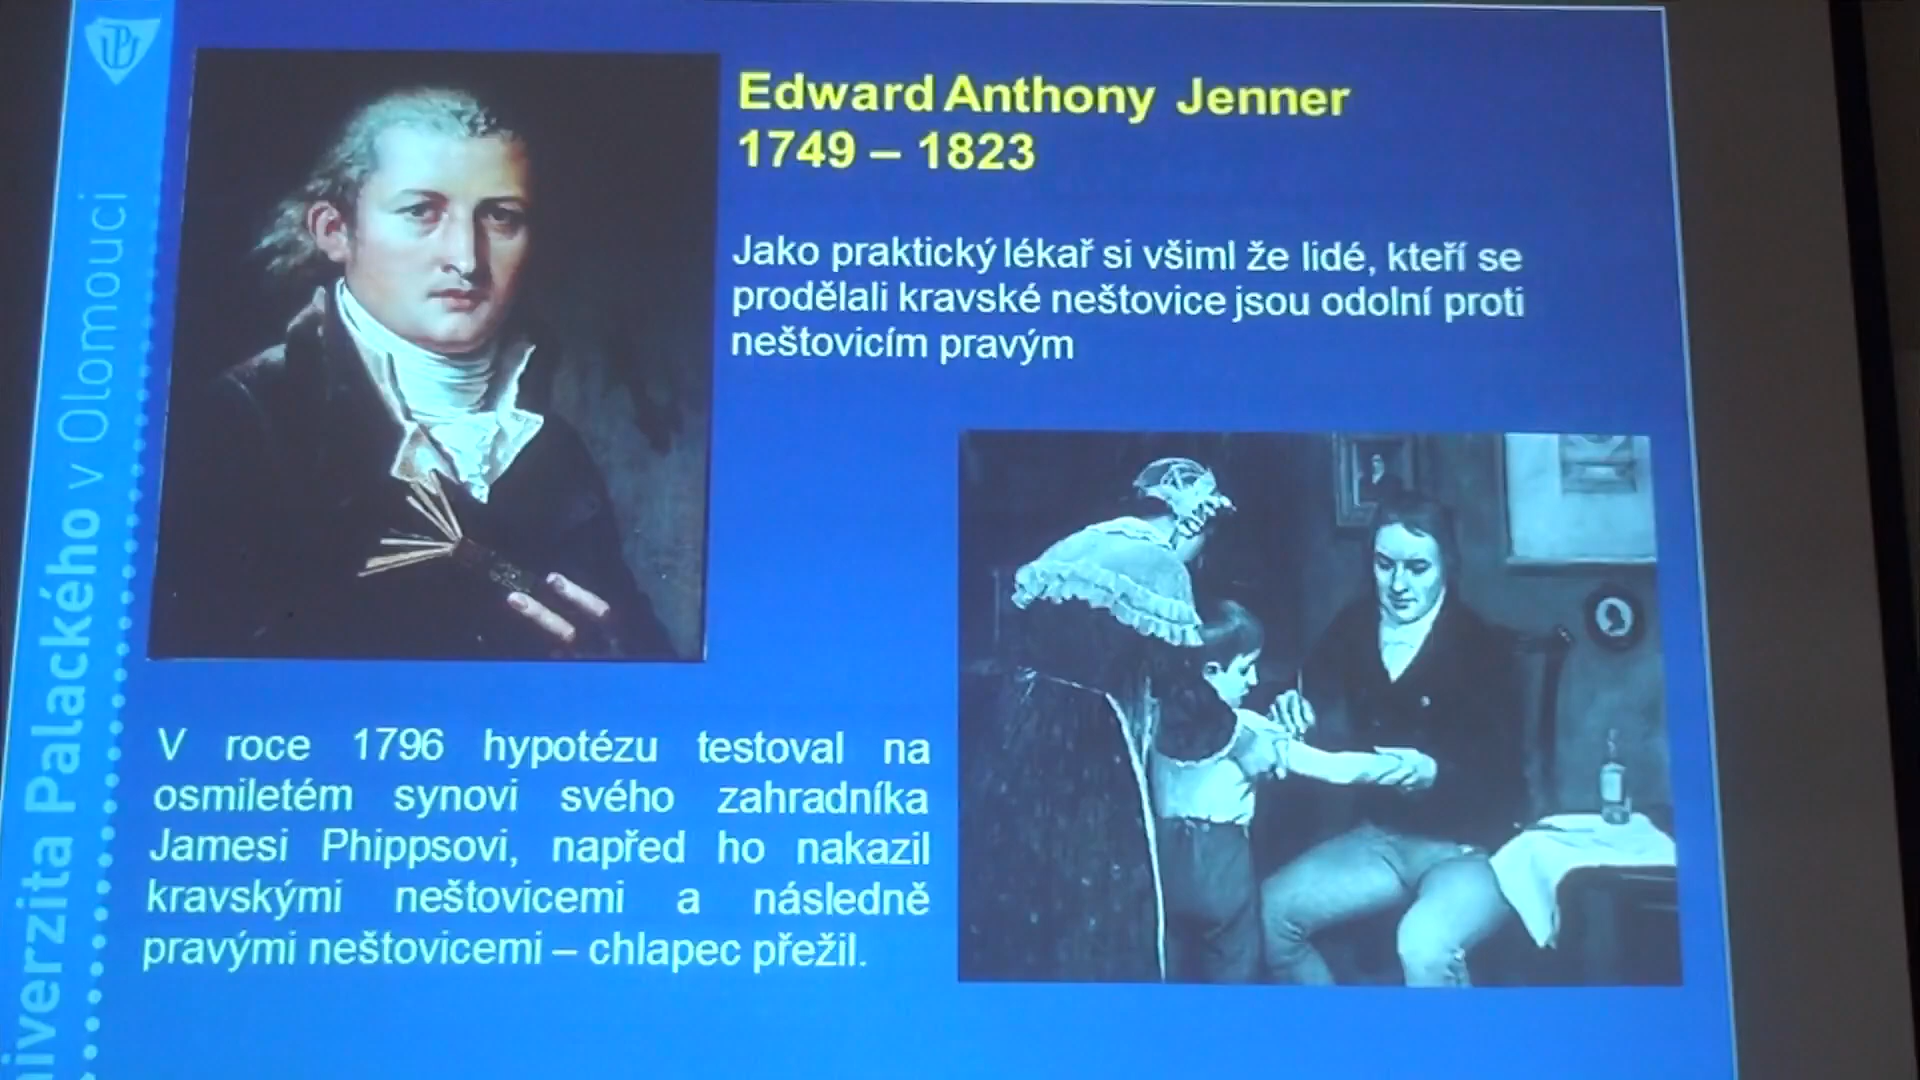 Edward Anthony Jenner
1749 – 1823
Jako praktický lékař si všiml že lidé, kteří se
prodělali kravské neštovice jsou odolní proti
neštovicím pravým
V roce 1796 hypotézu testoval na
osmiletém synovi svého zahradníka
Jamesi Phippsovi, napřed ho nakazil
kravskými neštovicemi a následně
pravými neštovicemi – chlapec přežil.
niverzita Palackého v Olomouci
UP